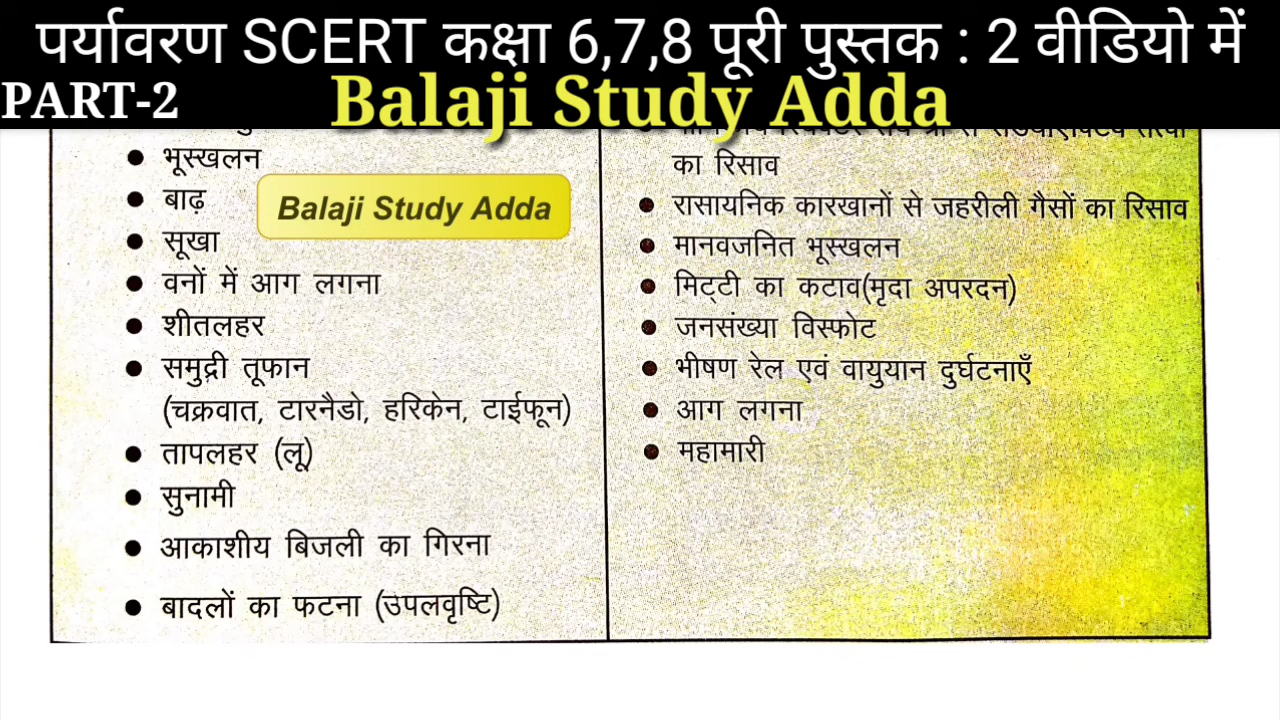 पर्यावरण SCERT कक्षा 6,7,8 पूरी पुस्तक : 2 वीडियो में
PART-2
Balaji Study Adda
● भूस्खलन
● बाढ़
Balaji Study Adda
● सूखा
● वनों में आग लगना
● शीतलहर
● समुद्री तूफान
(चक्रवात, टारनैडो, हरिकेन, टाईफून)
● तापलहर (लू)
● सुनामी
● आकाशीय बिजली का गिरना
● बादलों का फटना (उपलवृष्टि)
का रिसाव
● रासायनिक कारखानों से जहरीली गैसों का रिसाव
● मानवजनित भूस्खलन
● मिट्टी का कटाव(मृदा अपरदन)
● जनसंख्या विस्फोट
● भीषण रेल एवं वायुयान दुर्घटनाएँ
● आग लगना
● महामारी